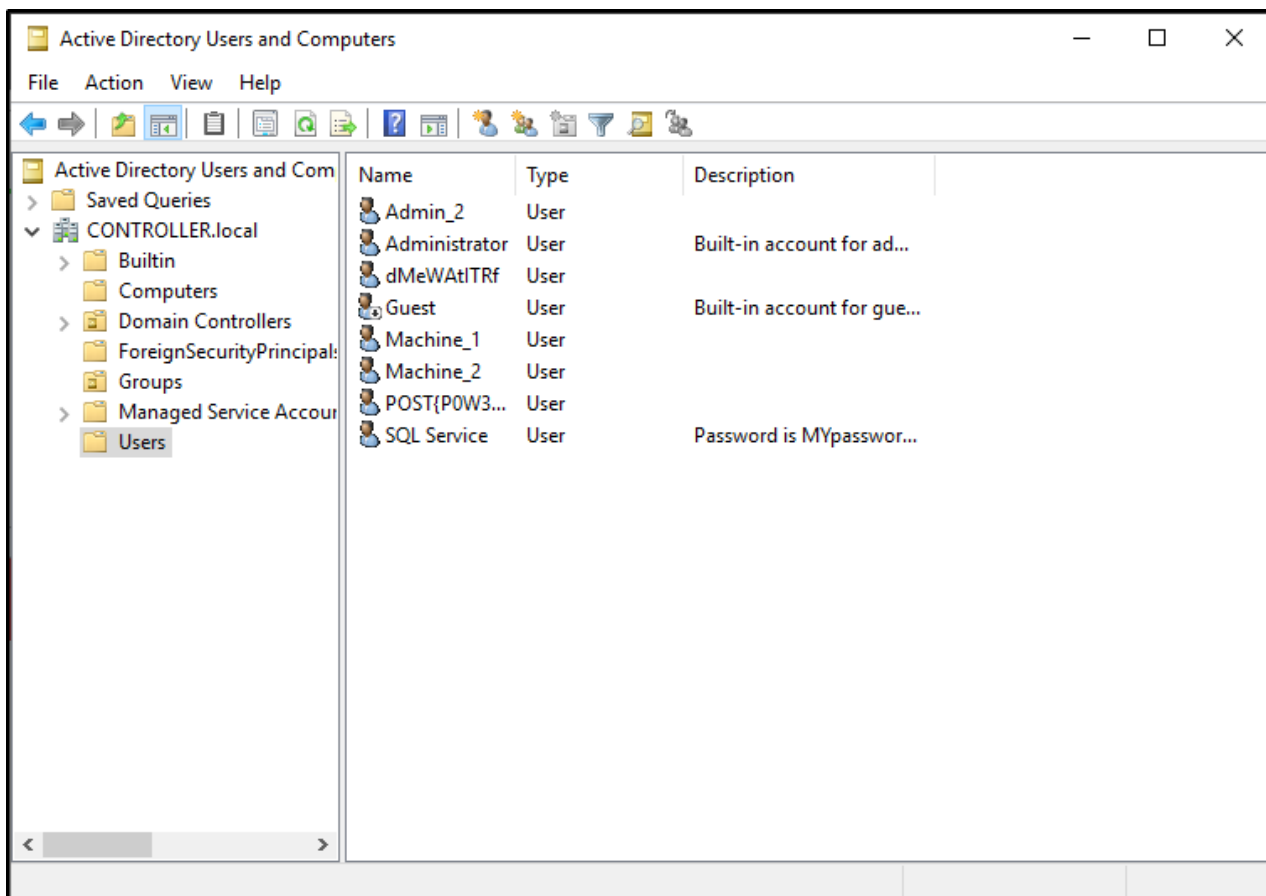 Active Directory Users and Computers
File Action View Help
Active Directory Users and Com
Saved Queries
CONTROLLER.local
Builtin
Computers
Domain Controllers
ForeignSecurityPrincipals
Groups
Managed Service Accour
Users
Name Type Description
Admin_2 User
Administrator User Built-in account for ad...
dMeWAtITRf User
Guest User Built-in account for gue...
Machine_1 User
Machine_2 User
POST{P0W3... User
SQL Service User Password is MYpasswor...